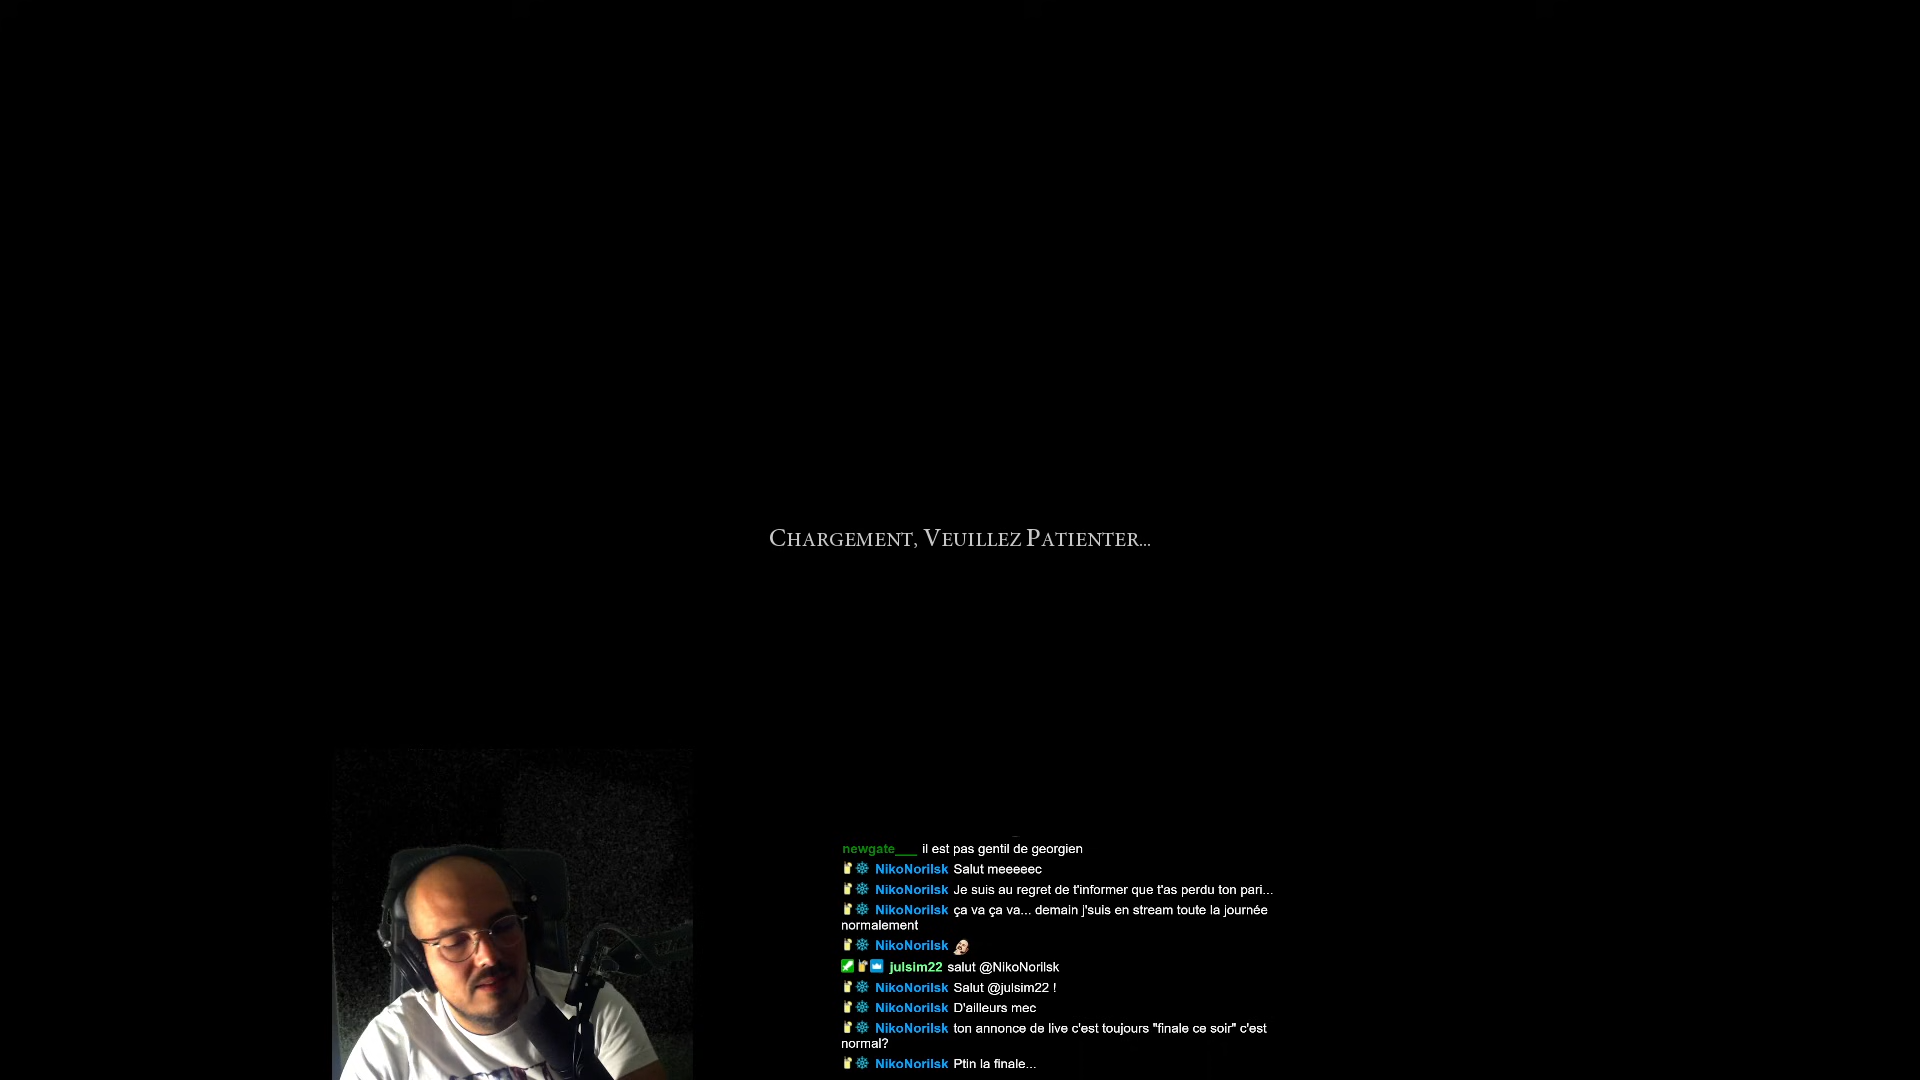 Chargement, Veuillez Patienter...
newgate___ il est pas gentil de georgien
NikoNorilsk Salut meeeeec
NikoNorilsk Je suis au regret de t'informer que t'as perdu ton pari...
NikoNorilsk ça va ça va... demain j'suis en stream toute la journée
normalement
NikoNorilsk
julsim22 salut @NikoNorilsk
NikoNorilsk Salut @julsim22 !
NikoNorilsk D'ailleurs mec
NikoNorilsk ton annonce de live c'est toujours "finale ce soir" c'est
normal?
NikoNorilsk Ptin la finale...